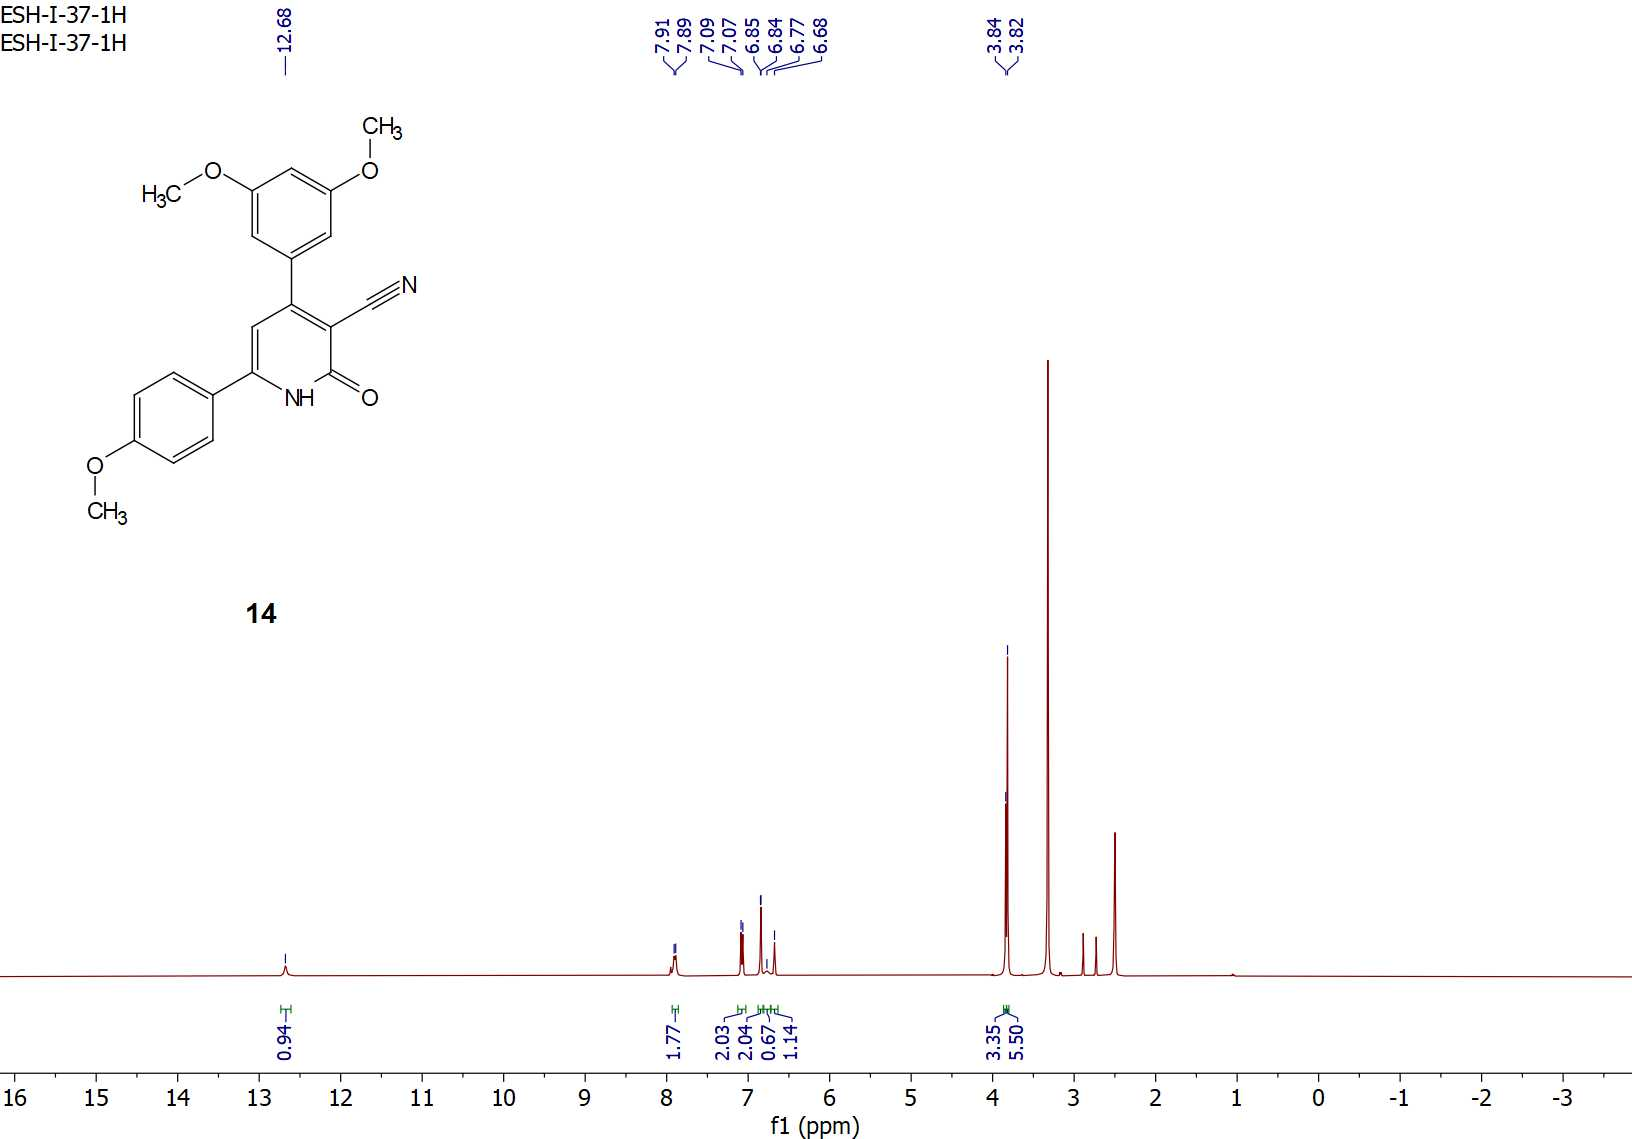 ESH-I-37-1H
ESH-I-37-1H
12.68
7.91
7.89
7.09
7.07
6.85
6.84
6.77
6.68
3.84
3.82
CH3
O
O
H3C
N
NH
O
O
CH3
14
0.94
1.77
2.03
2.04
0.67
1.14
3.35
5.50
16 15 14 13 12 11 10 9 8 7 6 5 4 3 2 1 0 -1 -2 -3
f1 (ppm)